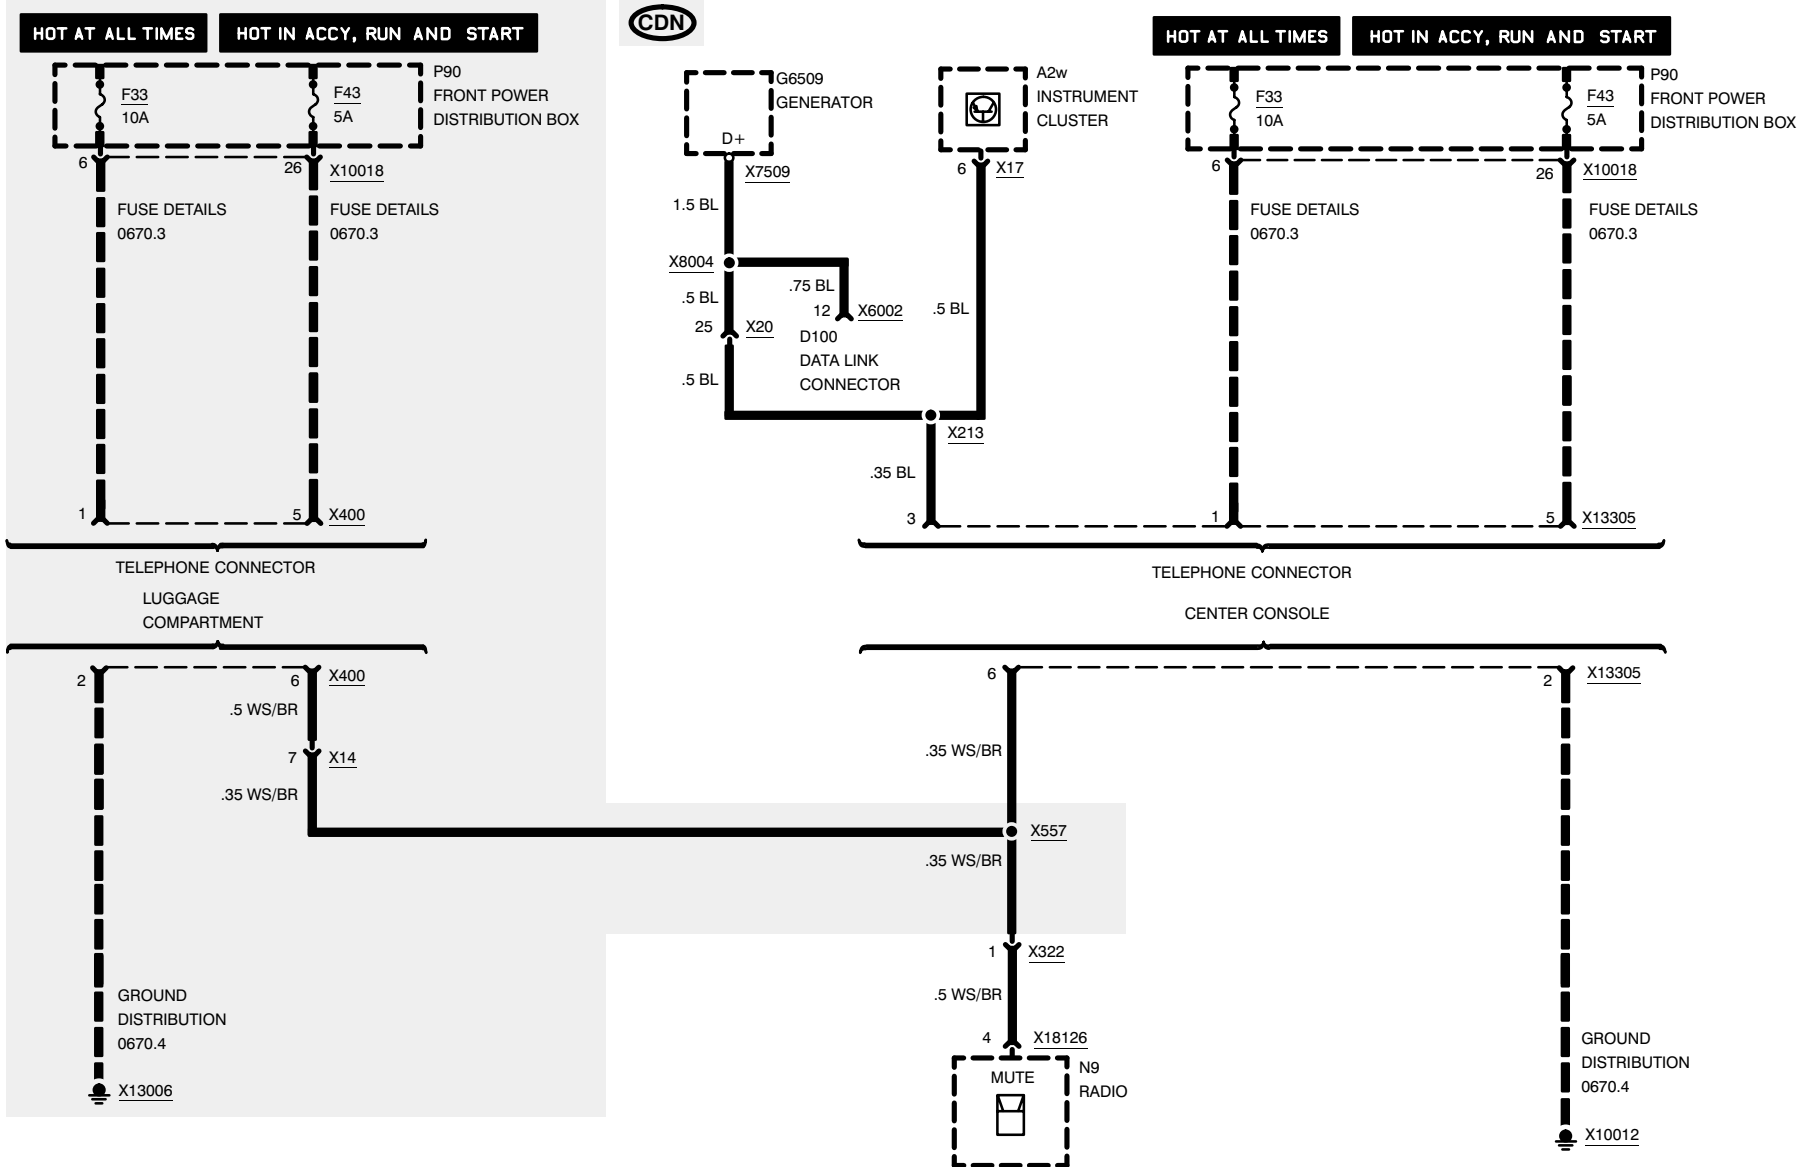 HOT AT ALL TIMES
HOT IN ACCY, RUN AND START
P90
FRONT POWER
DISTRIBUTION BOX
F33
10A
F43
5A
6
26
X10018
FUSE DETAILS
0670.3
FUSE DETAILS
0670.3
1
5
X400
TELEPHONE CONNECTOR
LUGGAGE
COMPARTMENT
2
6
X400
.5 WS/BR
7
X14
.35 WS/BR
GROUND
DISTRIBUTION
0670.4
X13006
CDN
G6509
GENERATOR
D+
X7509
1.5 BL
X8004
.75 BL
.5 BL
12
X6002
25
X20
D100
DATA LINK
CONNECTOR
.5 BL
A2w
INSTRUMENT
CLUSTER
6
X17
.5 BL
X213
.35 BL
3
HOT AT ALL TIMES
HOT IN ACCY, RUN AND START
P90
FRONT POWER
DISTRIBUTION BOX
F33
10A
F43
5A
6
26
X10018
FUSE DETAILS
0670.3
FUSE DETAILS
0670.3
1
5
X13305
TELEPHONE CONNECTOR
CENTER CONSOLE
6
2
X13305
.35 WS/BR
X557
.35 WS/BR
1
X322
.5 WS/BR
4
X18126
MUTE
N9
RADIO
GROUND
DISTRIBUTION
0670.4
X10012